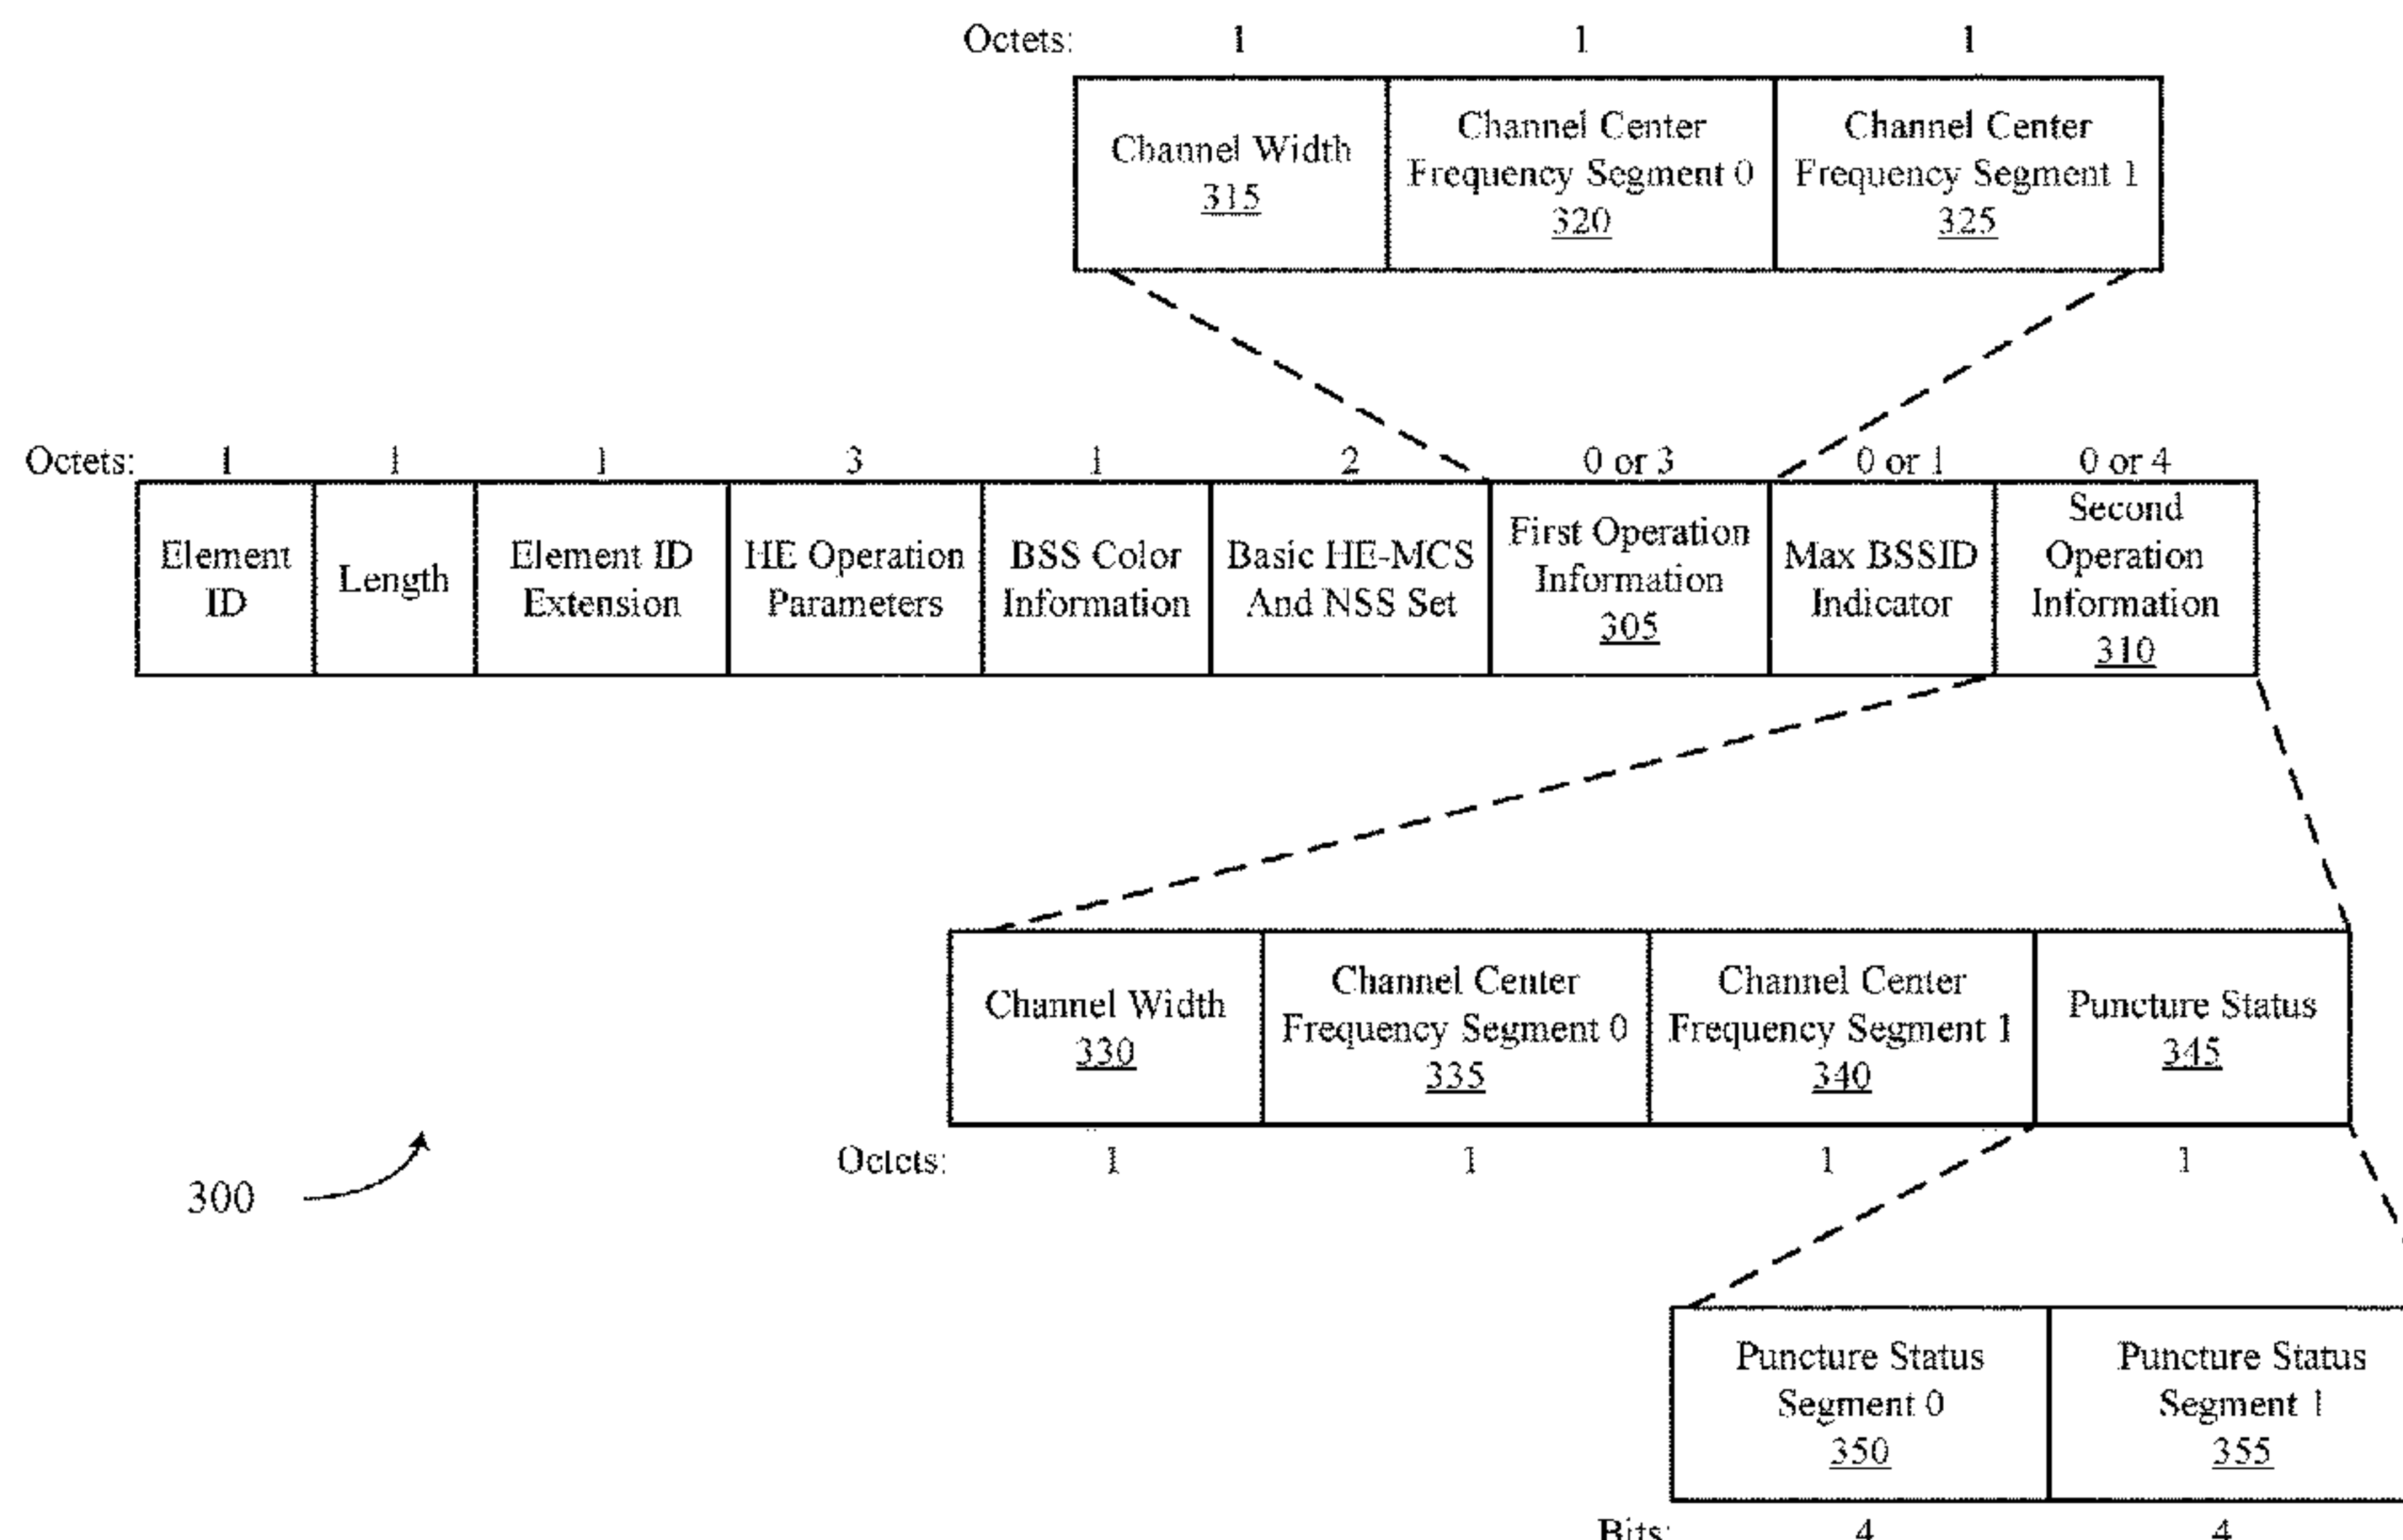 Octets: 1 1 1
Channel Width
315
Channel Center
Frequency Segment 0
320
Channel Center
Frequency Segment 1
325
Octets: 1 1 1 3 1 2 0 or 3 0 or 1 0 or 4
Element
ID
Length
Element ID
Extension
HE Operation
Parameters
BSS Color
Information
Basic HE-MCS
And NSS Set
First Operation
Information
305
Max BSSID
Indicator
Second
Operation
Information
310
Channel Width
330
Channel Center
Frequency Segment 0
335
Channel Center
Frequency Segment 1
340
Puncture Status
345
Octets: 1 1 1 1
300
Puncture Status
Segment 0
350
Puncture Status
Segment 1
355
Bits: 4 4